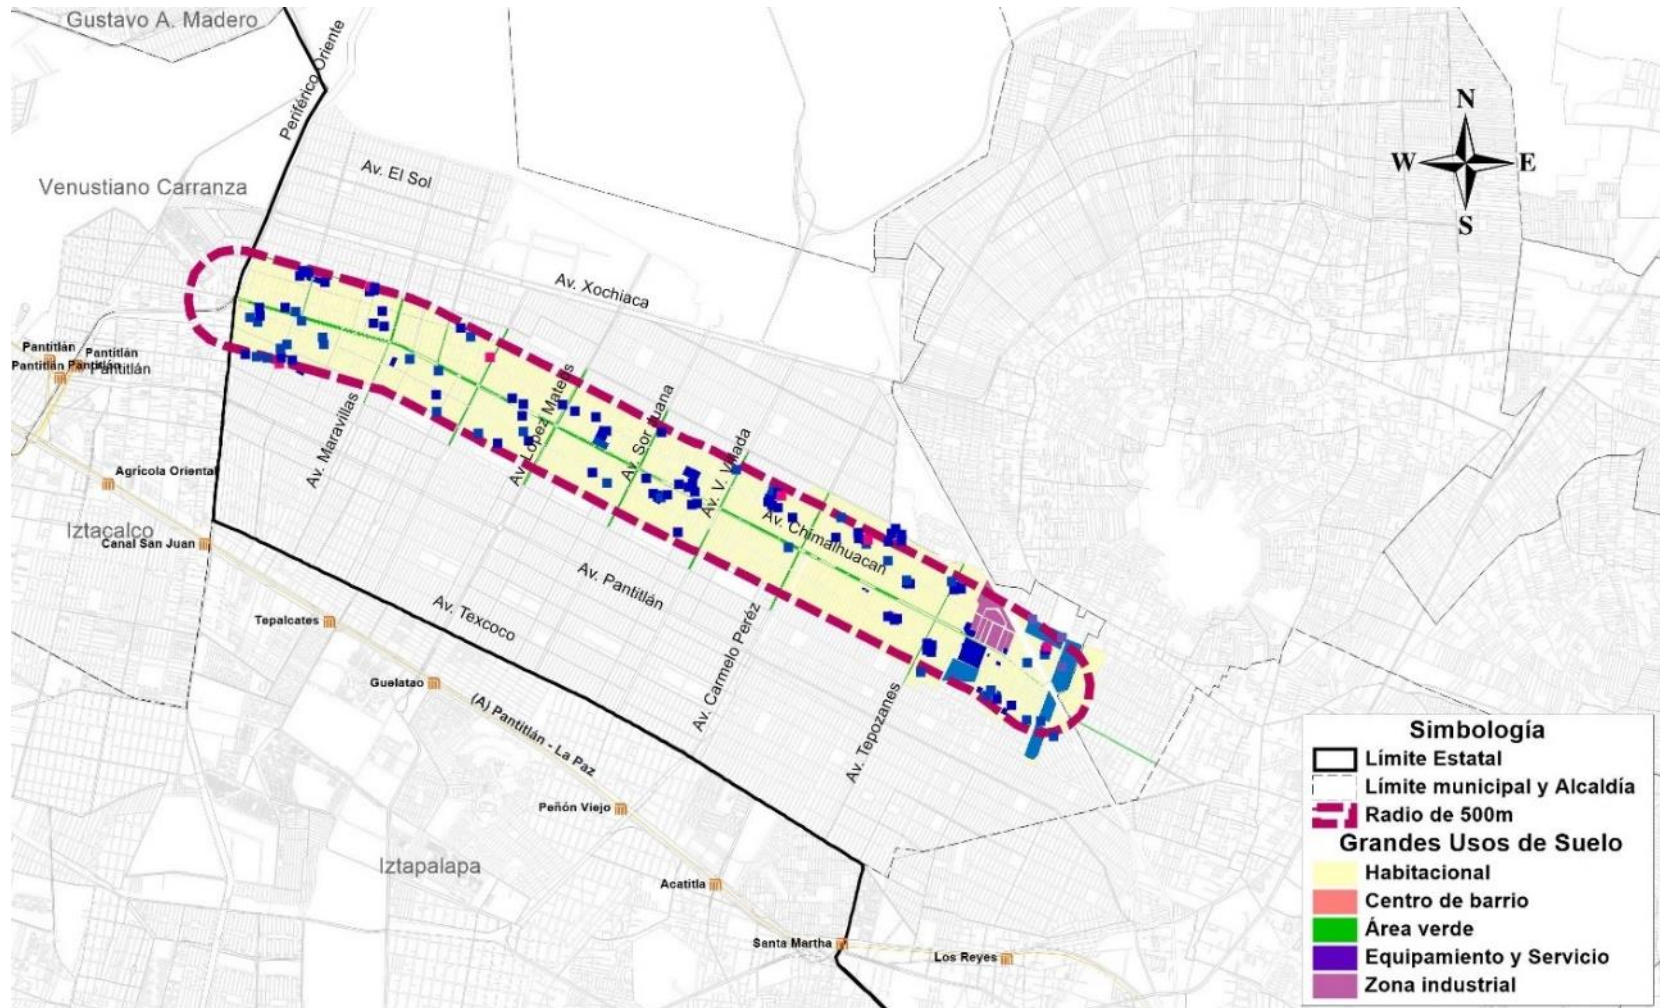 Gustavo A. Madero
Periférico Oriente
N
W
E
S
Av. El Sol
Venustiano Carranza
Av. Xochiaca
Pantitlán
Pantitlán
Pantitlán
Pantitlán
Pantitlán
Av. Maravillas
Av. López Mateos
Av. Sor Juana
Av. V. Villada
Agrícola Oriental
Iztacalco
Canal San Juan
Av. Chimalhuacan
Av. Pantitlán
Av. Texcoco
Av. Carmelo Peréz
Av. Tepozanes
Tepalcates
Guelatao
(A) Pantitlán - La Paz
Peñón Viejo
Iztapalapa
Acatitla
Santa Martha
Los Reyes
Simbología
Límite Estatal
Límite municipal y Alcaldía
Radio de 500m
Grandes Usos de Suelo
Habitacional
Centro de barrio
Área verde
Equipamiento y Servicio
Zona industrial